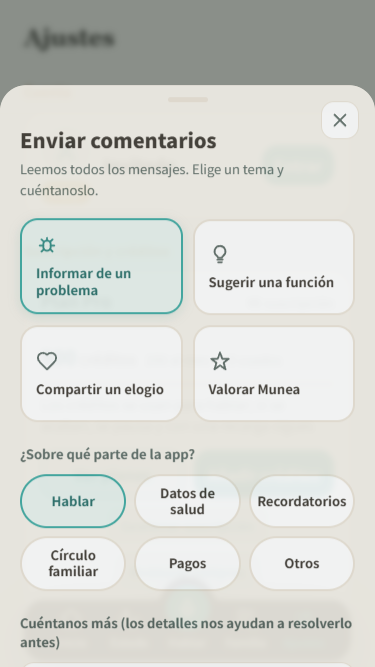 Ajustes
Enviar comentarios
Leemos todos los mensajes. Elige un tema y
cuéntanoslo.
Informar de un
problema
Sugerir una función
Compartir un elogio
Valorar Munea
¿Sobre qué parte de la app?
Hablar
Datos de
salud
Recordatorios
Círculo
familiar
Pagos
Otros
Cuéntanos más (los detalles nos ayudan a resolverlo
antes)